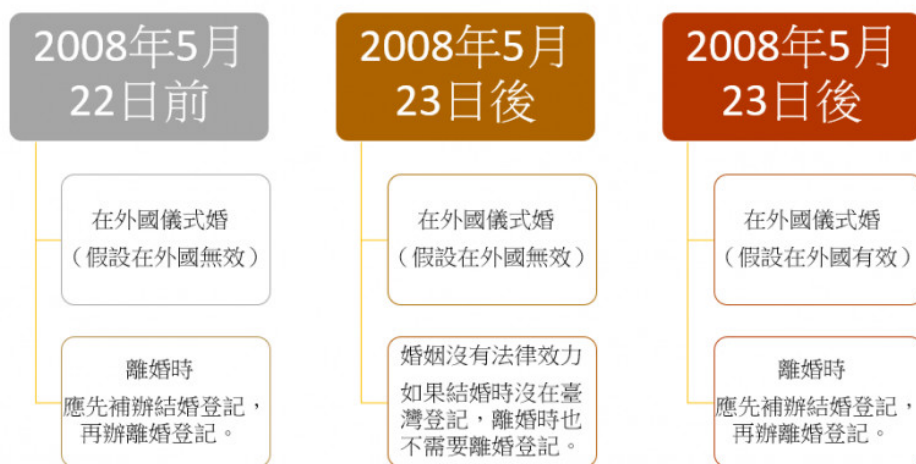 2008年5月
22日前
在外國儀式婚
（假設在外國無效）
離婚時
應先補辦結婚登記，
再辦離婚登記。
2008年5月
23日後
在外國儀式婚
（假設在外國無效）
婚姻沒有法律效力
如果結婚時沒在臺
灣登記，離婚時也
不需要離婚登記。
2008年5月
23日後
在外國儀式婚
（假設在外國有效）
離婚時
應先補辦結婚登記，
再辦離婚登記。